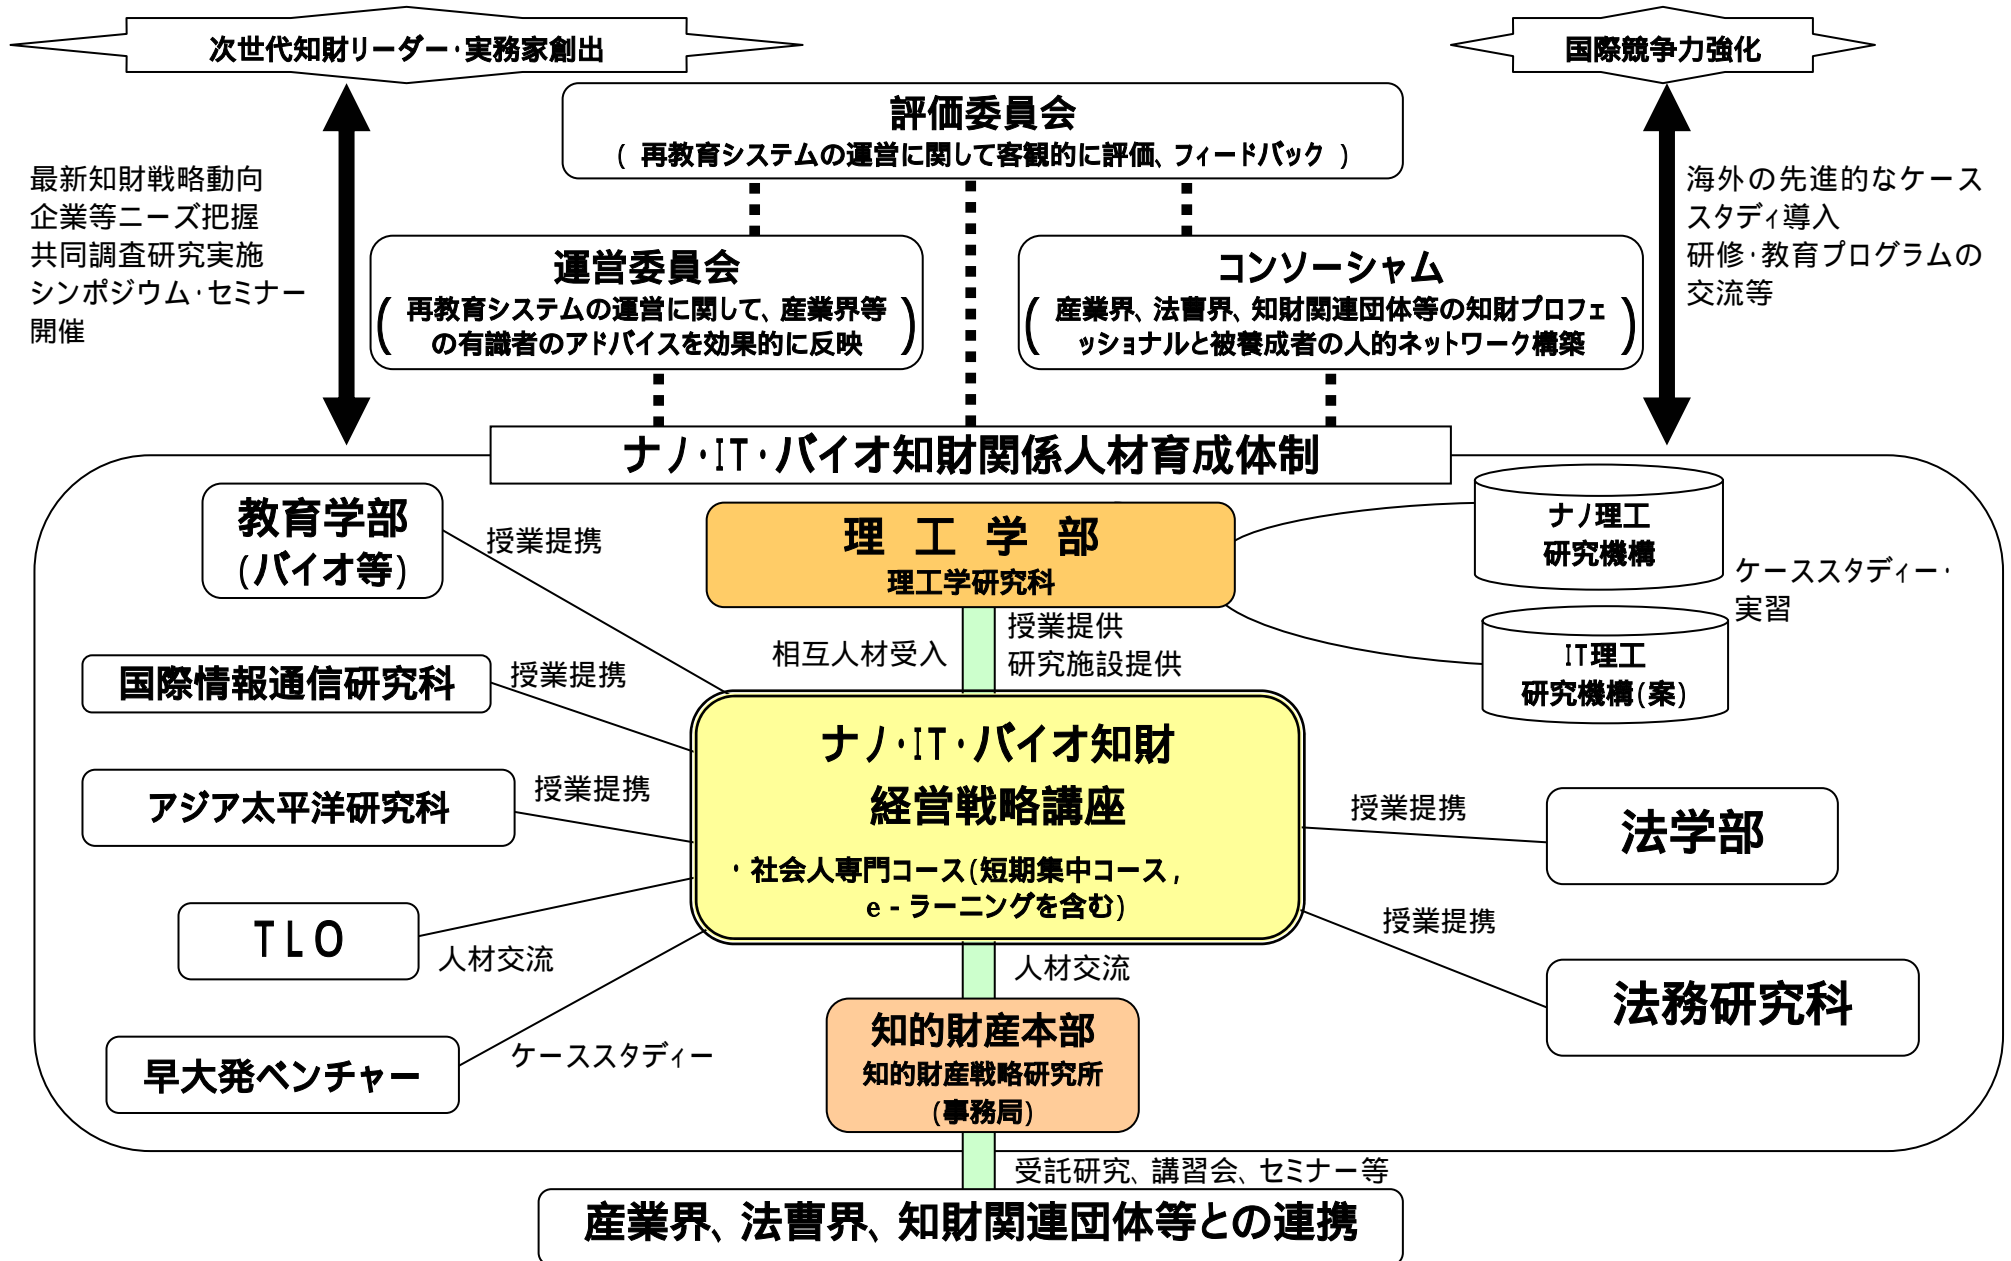 次世代知財リーダー・実務家創出
国際競争力強化
評価委員会
( 再教育システムの運営に関して客観的に評価、フィードバック )
最新知財戦略動向
企業等ニーズ把握
共同調査研究実施
シンポジウム・セミナー
開催
海外の先進的なケース
スタディ導入
研修・教育プログラムの
交流等
運営委員会
( 再教育システムの運営に関して、産業界等
の有識者のアドバイスを効果的に反映 )
コンソーシャム
( 産業界、法曹界、知財関連団体等の知財プロフェ
ッショナルと被養成者の人的ネットワーク構築 )
ナノ・IT・バイオ知財関係人材育成体制
教育学部
(バイオ等)
授業提携
理 工 学 部
理工学研究科
ナノ理工
研究機構
ケーススタディー・
実習
相互人材受入
授業提供
研究施設提供
IT理工
研究機構(案)
国際情報通信研究科
授業提携
ナノ・IT・バイオ知財
経営戦略講座
・社会人専門コース(短期集中コース,
e-ラーニングを含む)
アジア太平洋研究科
授業提携
授業提携
法学部
TLO
人材交流
授業提携
法務研究科
人材交流
早大発ベンチャー
ケーススタディー
知的財産本部
知的財産戦略研究所
(事務局)
受託研究、講習会、セミナー等
産業界、法曹界、知財関連団体等との連携